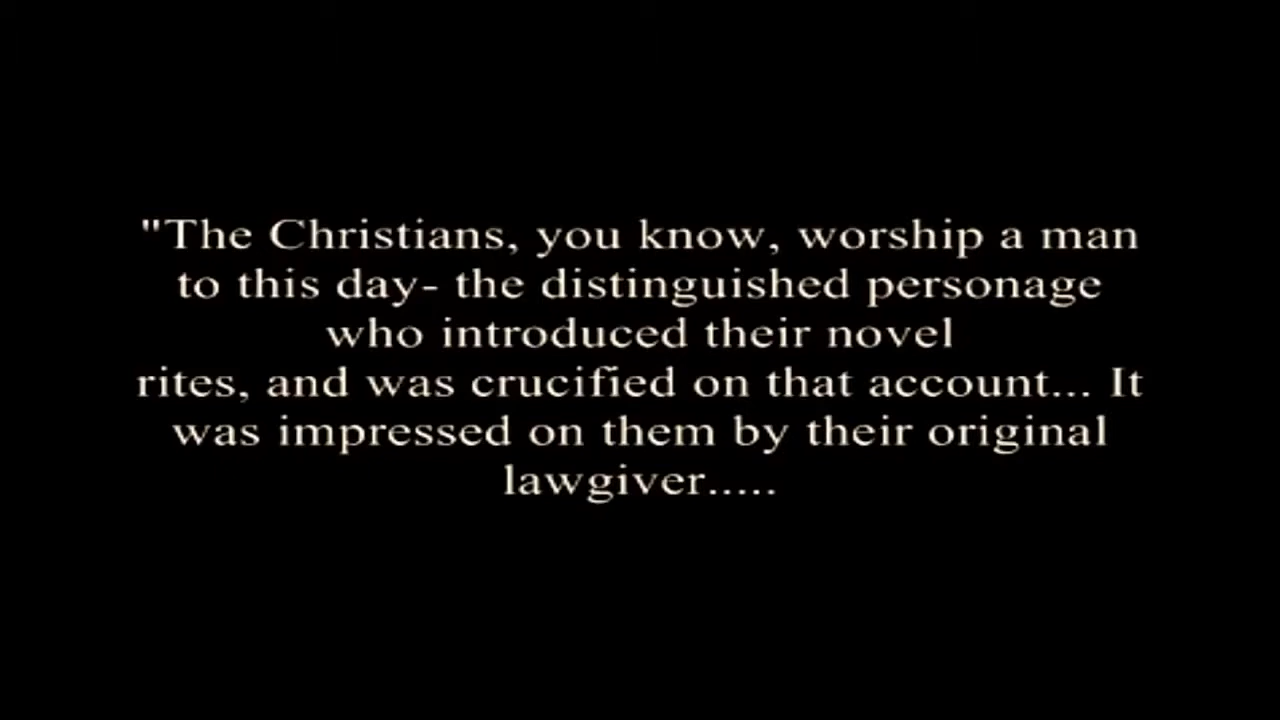 "The Christians, you know, worship a man
to this day- the distinguished personage
who introduced their novel
rites, and was crucified on that account... It
was impressed on them by their original
lawgiver.....